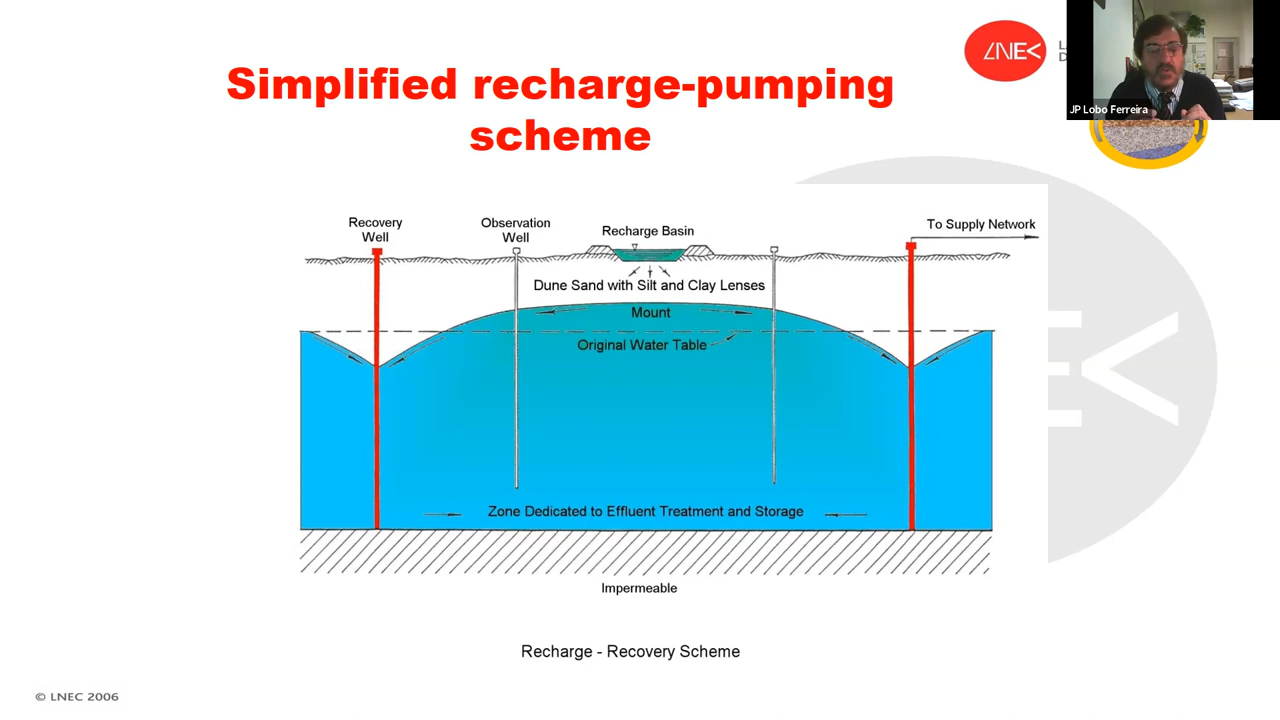 Simplified recharge-pumping
scheme
LNEC
JP Lobo Ferreira
Recovery
Well
Observation
Well
Recharge Basin
To Supply Network
Dune Sand with Silt and Clay Lenses
Mount
Original Water Table
Zone Dedicated to Effluent Treatment and Storage
Impermeable
Recharge - Recovery Scheme
© LNEC 2006